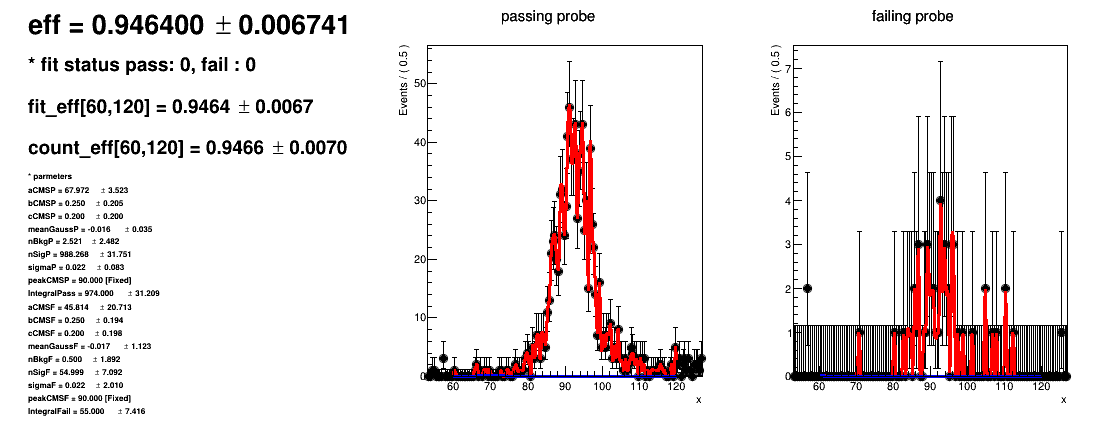 eff = 0.946400 ± 0.006741
* fit status pass: 0, fail : 0
fit_eff[60,120] = 0.9464 ± 0.0067
count_eff[60,120] = 0.9466 ± 0.0070
* parmeters
aCMSP = 67.972 ± 3.523
bCMSP = 0.250 ± 0.205
cCMSP = 0.200 ± 0.200
meanGaussP = -0.016 ± 0.035
nBkgP = 2.521 ± 2.482
nSigP = 988.268 ± 31.751
sigmaP = 0.022 ± 0.083
peakCMSP = 90.000 [Fixed]
IntegralPass = 974.000 ± 31.209
aCMSF = 45.814 ± 20.713
bCMSF = 0.250 ± 0.194
cCMSF = 0.200 ± 0.198
meanGaussF = -0.017 ± 1.123
nBkgF = 0.500 ± 1.892
nSigF = 54.999 ± 7.092
sigmaF = 0.022 ± 2.010
peakCMSF = 90.000 [Fixed]
IntegralFail = 55.000 ± 7.416
passing probe
Events / ( 0.5 )
50
40
30
20
10
0
60 70 80 90 100 110 120
x
failing probe
Events / ( 0.5 )
7
6
5
4
3
2
1
0
60 70 80 90 100 110 120
x